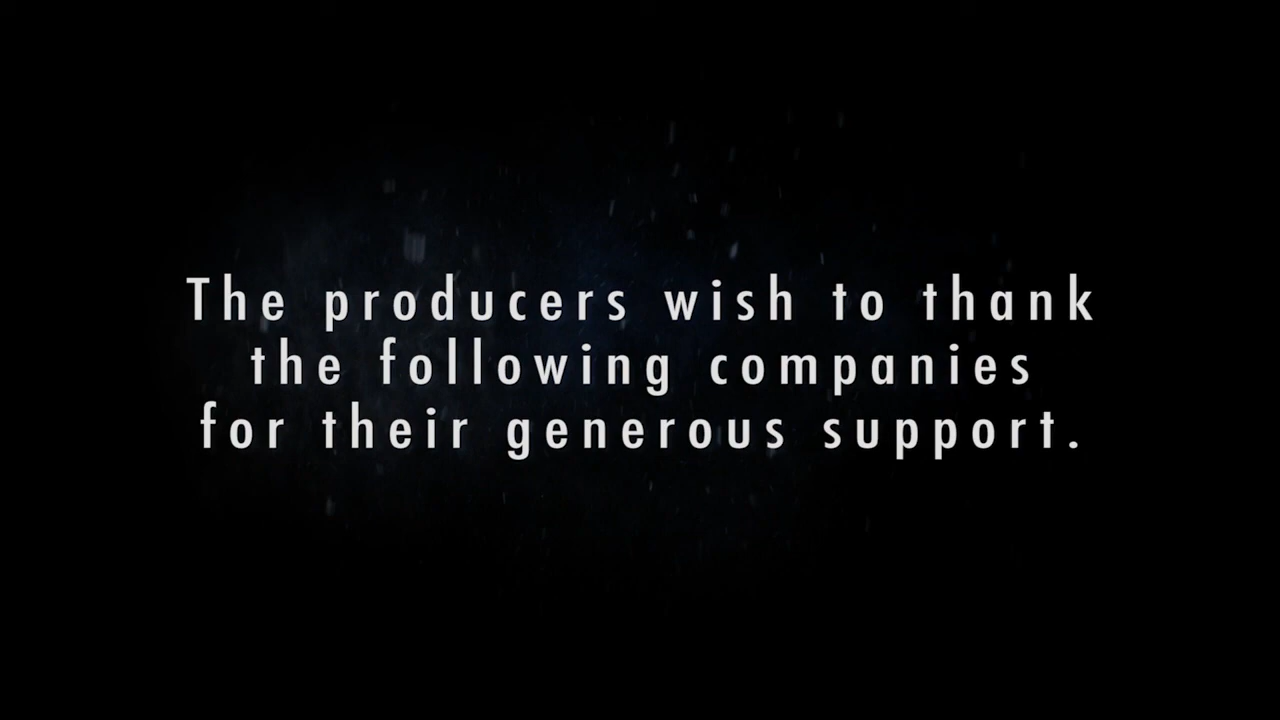 The producers wish to thank
the following companies
for their generous support.